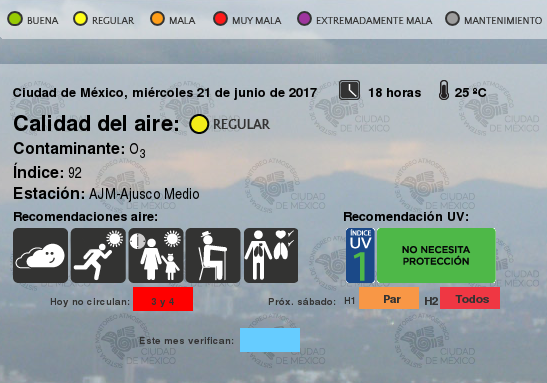 BUENA REGULAR MALA MUY MALA EXTREMADAMENTE MALA MANTENIMIENTO
Ciudad de México, miércoles 21 de junio de 2017 18 horas 25 ºC
Calidad del aire: REGULAR
Contaminante: O3
Índice: 92
Estación: AJM-Ajusco Medio
Recomendaciones aire: Recomendación UV:
ÍNDICE UV 1 NO NECESITA PROTECCIÓN
Hoy no circulan: 3 y 4 Próx. sábado: H1 Par H2 Todos
Este mes verifican:
CIUDAD DE MÉXICO